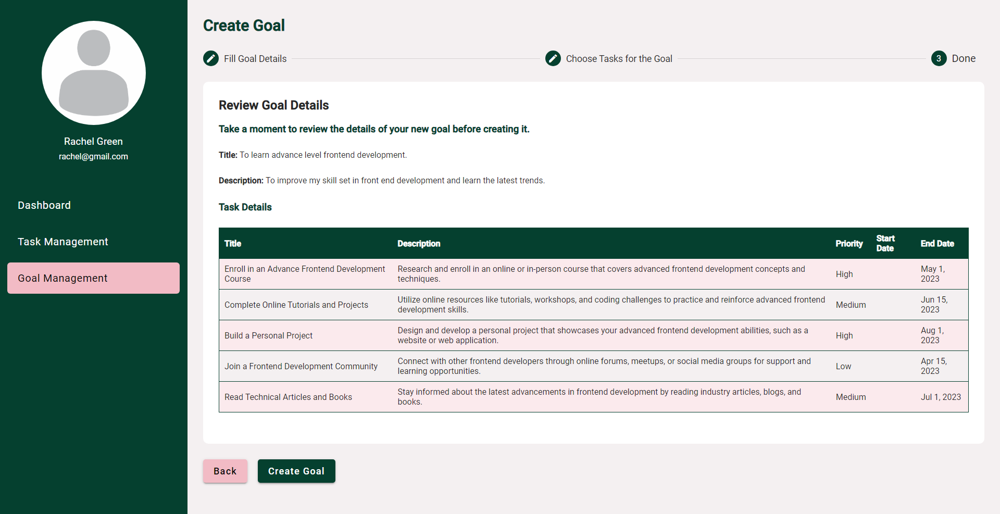 Rachel Green
rachel@gmail.com
Dashboard
Task Management
Goal Management
Create Goal
Fill Goal Details
Choose Tasks for the Goal
3 Done
Review Goal Details
Take a moment to review the details of your new goal before creating it.
Title: To learn advance level frontend development.
Description: To improve my skill set in front end development and learn the latest trends.
Task Details
Title Description Priority Start Date End Date
Enroll in an Advance Frontend Development Course
Research and enroll in an online or in-person course that covers advanced frontend development concepts and
techniques.
High
May 1,
2023
Complete Online Tutorials and Projects
Utilize online resources like tutorials, workshops, and coding challenges to practice and reinforce advanced frontend
development skills.
Medium
Jun 15,
2023
Build a Personal Project
Design and develop a personal project that showcases your advanced frontend development abilities, such as a
website or web application.
High
Aug 1,
2023
Join a Frontend Development Community
Connect with other frontend developers through online forums, meetups, or social media groups for support and
learning opportunities.
Low
Apr 15,
2023
Read Technical Articles and Books
Stay informed about the latest advancements in frontend development by reading industry articles, blogs, and
books.
Medium
Jul 1, 2023
Back
Create Goal